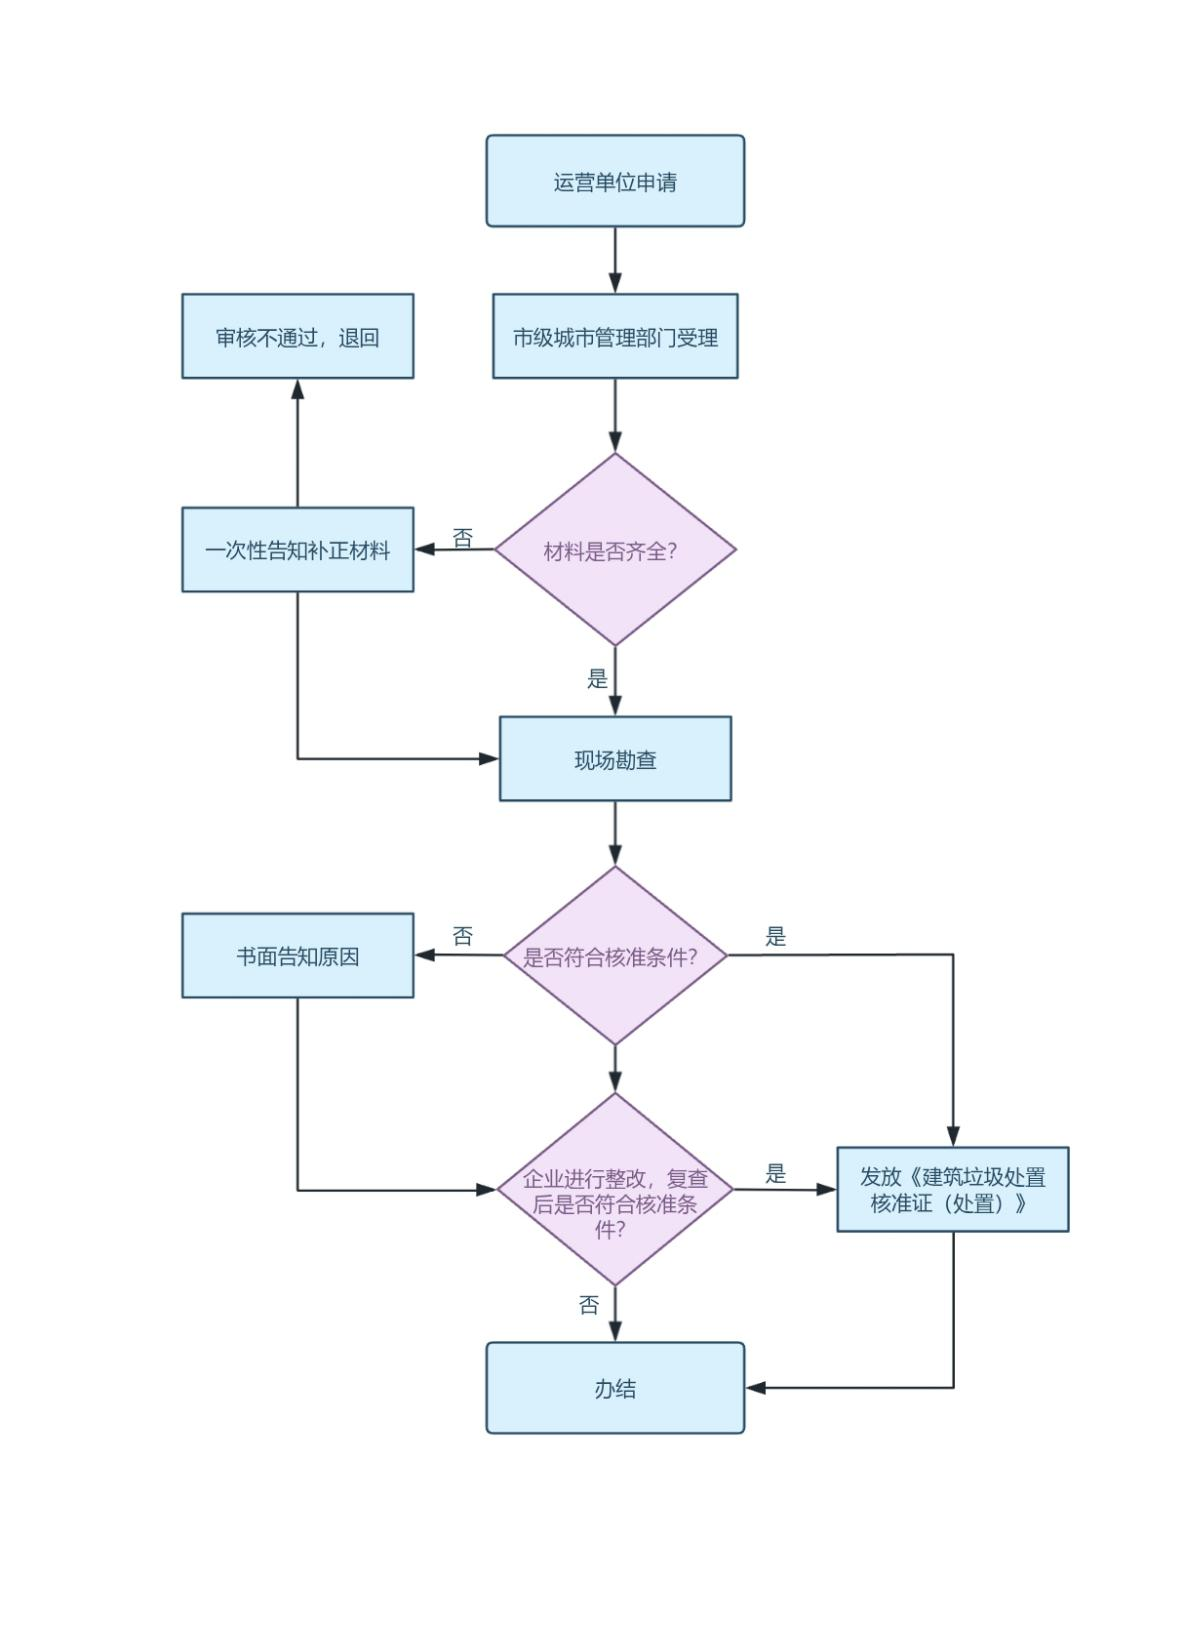 运营单位申请
审核不通过，退回
市级城市管理部门受理
一次性告知补正材料
否
材料是否齐全？
是
现场勘查
书面告知原因
否
是否符合核准条件？
是
企业进行整改，复查
后是否符合核准条
件？
是
发放《建筑垃圾处置
核准证（处置）》
否
办结